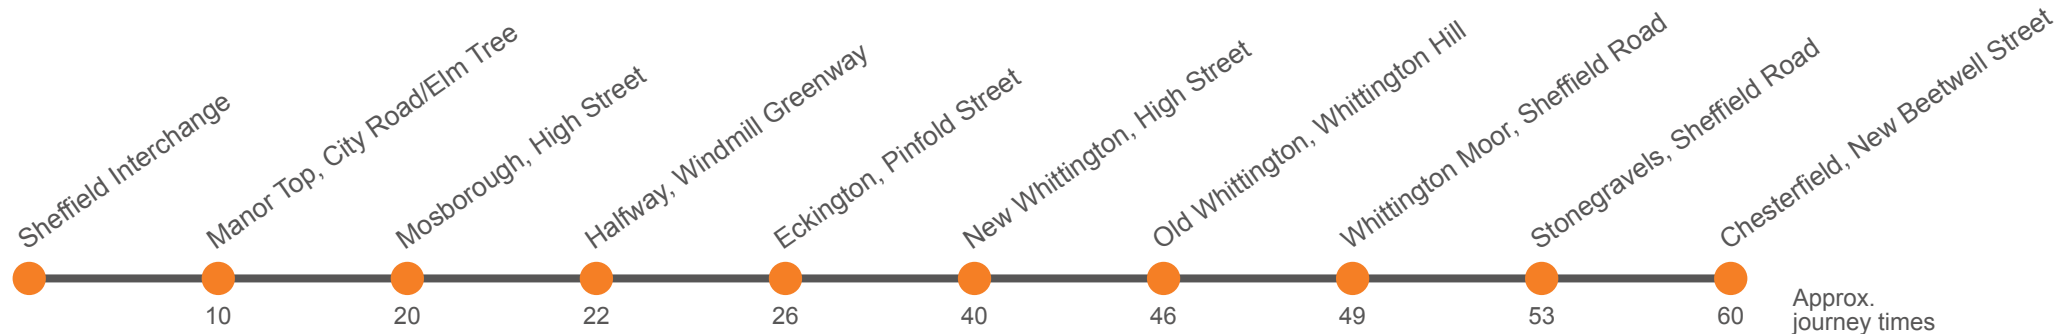 Sheffield Interchange
Manor Top, City Road/Elm Tree
Mosborough, High Street
Halfway, Windmill Greenway
Eckington, Pinfold Street
New Whittington, High Street
Old Whittington, Whittington Hill
Whittington Moor, Sheffield Road
Stonegravels, Sheffield Road
Chesterfield, New Beetwell Street
10
20
22
26
40
46
49
53
60
Approx.
journey times